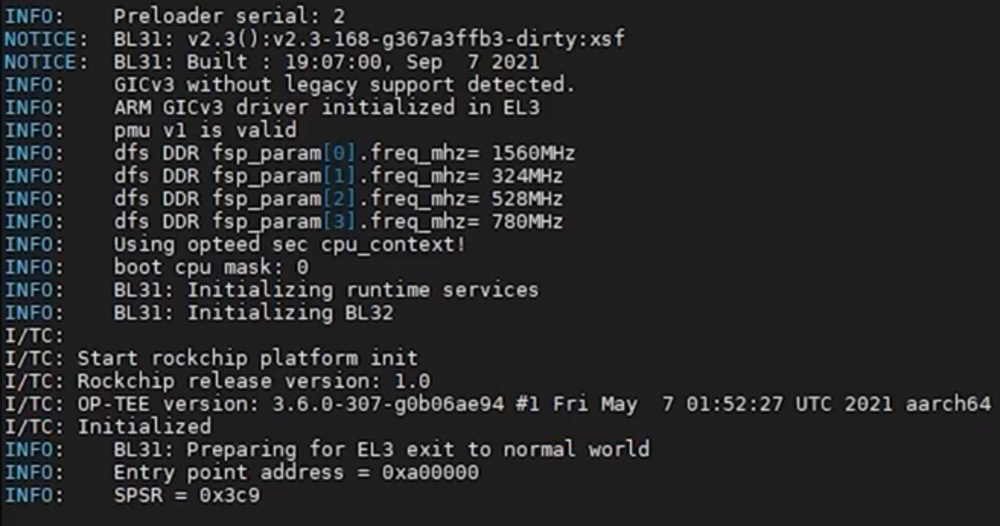 INFO:    Preloader serial: 2
NOTICE:  BL31: v2.3():v2.3-168-g367a3ffb3-dirty:xsf
NOTICE:  BL31: Built : 19:07:00, Sep  7 2021
INFO:    GICv3 without legacy support detected.
INFO:    ARM GICv3 driver initialized in EL3
INFO:    pmu v1 is valid
INFO:    dfs DDR fsp_param[0].freq_mhz= 1560MHz
INFO:    dfs DDR fsp_param[1].freq_mhz= 324MHz
INFO:    dfs DDR fsp_param[2].freq_mhz= 528MHz
INFO:    dfs DDR fsp_param[3].freq_mhz= 780MHz
INFO:    Using opteed sec cpu_context!
INFO:    boot cpu mask: 0
INFO:    BL31: Initializing runtime services
INFO:    BL31: Initializing BL32
I/TC:
I/TC: Start rockchip platform init
I/TC: Rockchip release version: 1.0
I/TC: OP-TEE version: 3.6.0-307-g0b06ae94 #1 Fri May  7 01:52:27 UTC 2021 aarch64
I/TC: Initialized
INFO:    BL31: Preparing for EL3 exit to normal world
INFO:    Entry point address = 0xa00000
INFO:    SPSR = 0x3c9